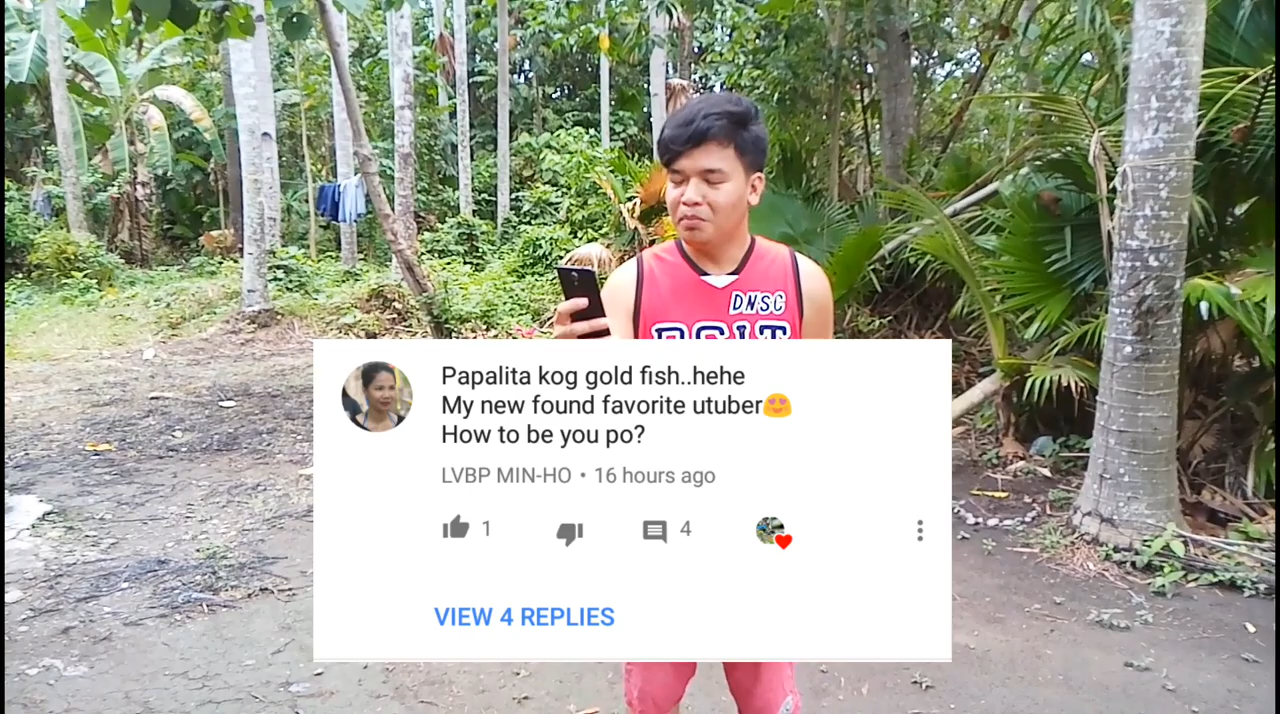 DNSC
Papalita kog gold fish..hehe
My new found favorite utuber😍
How to be you po?
LVBP MIN-HO • 16 hours ago
1
4
VIEW 4 REPLIES